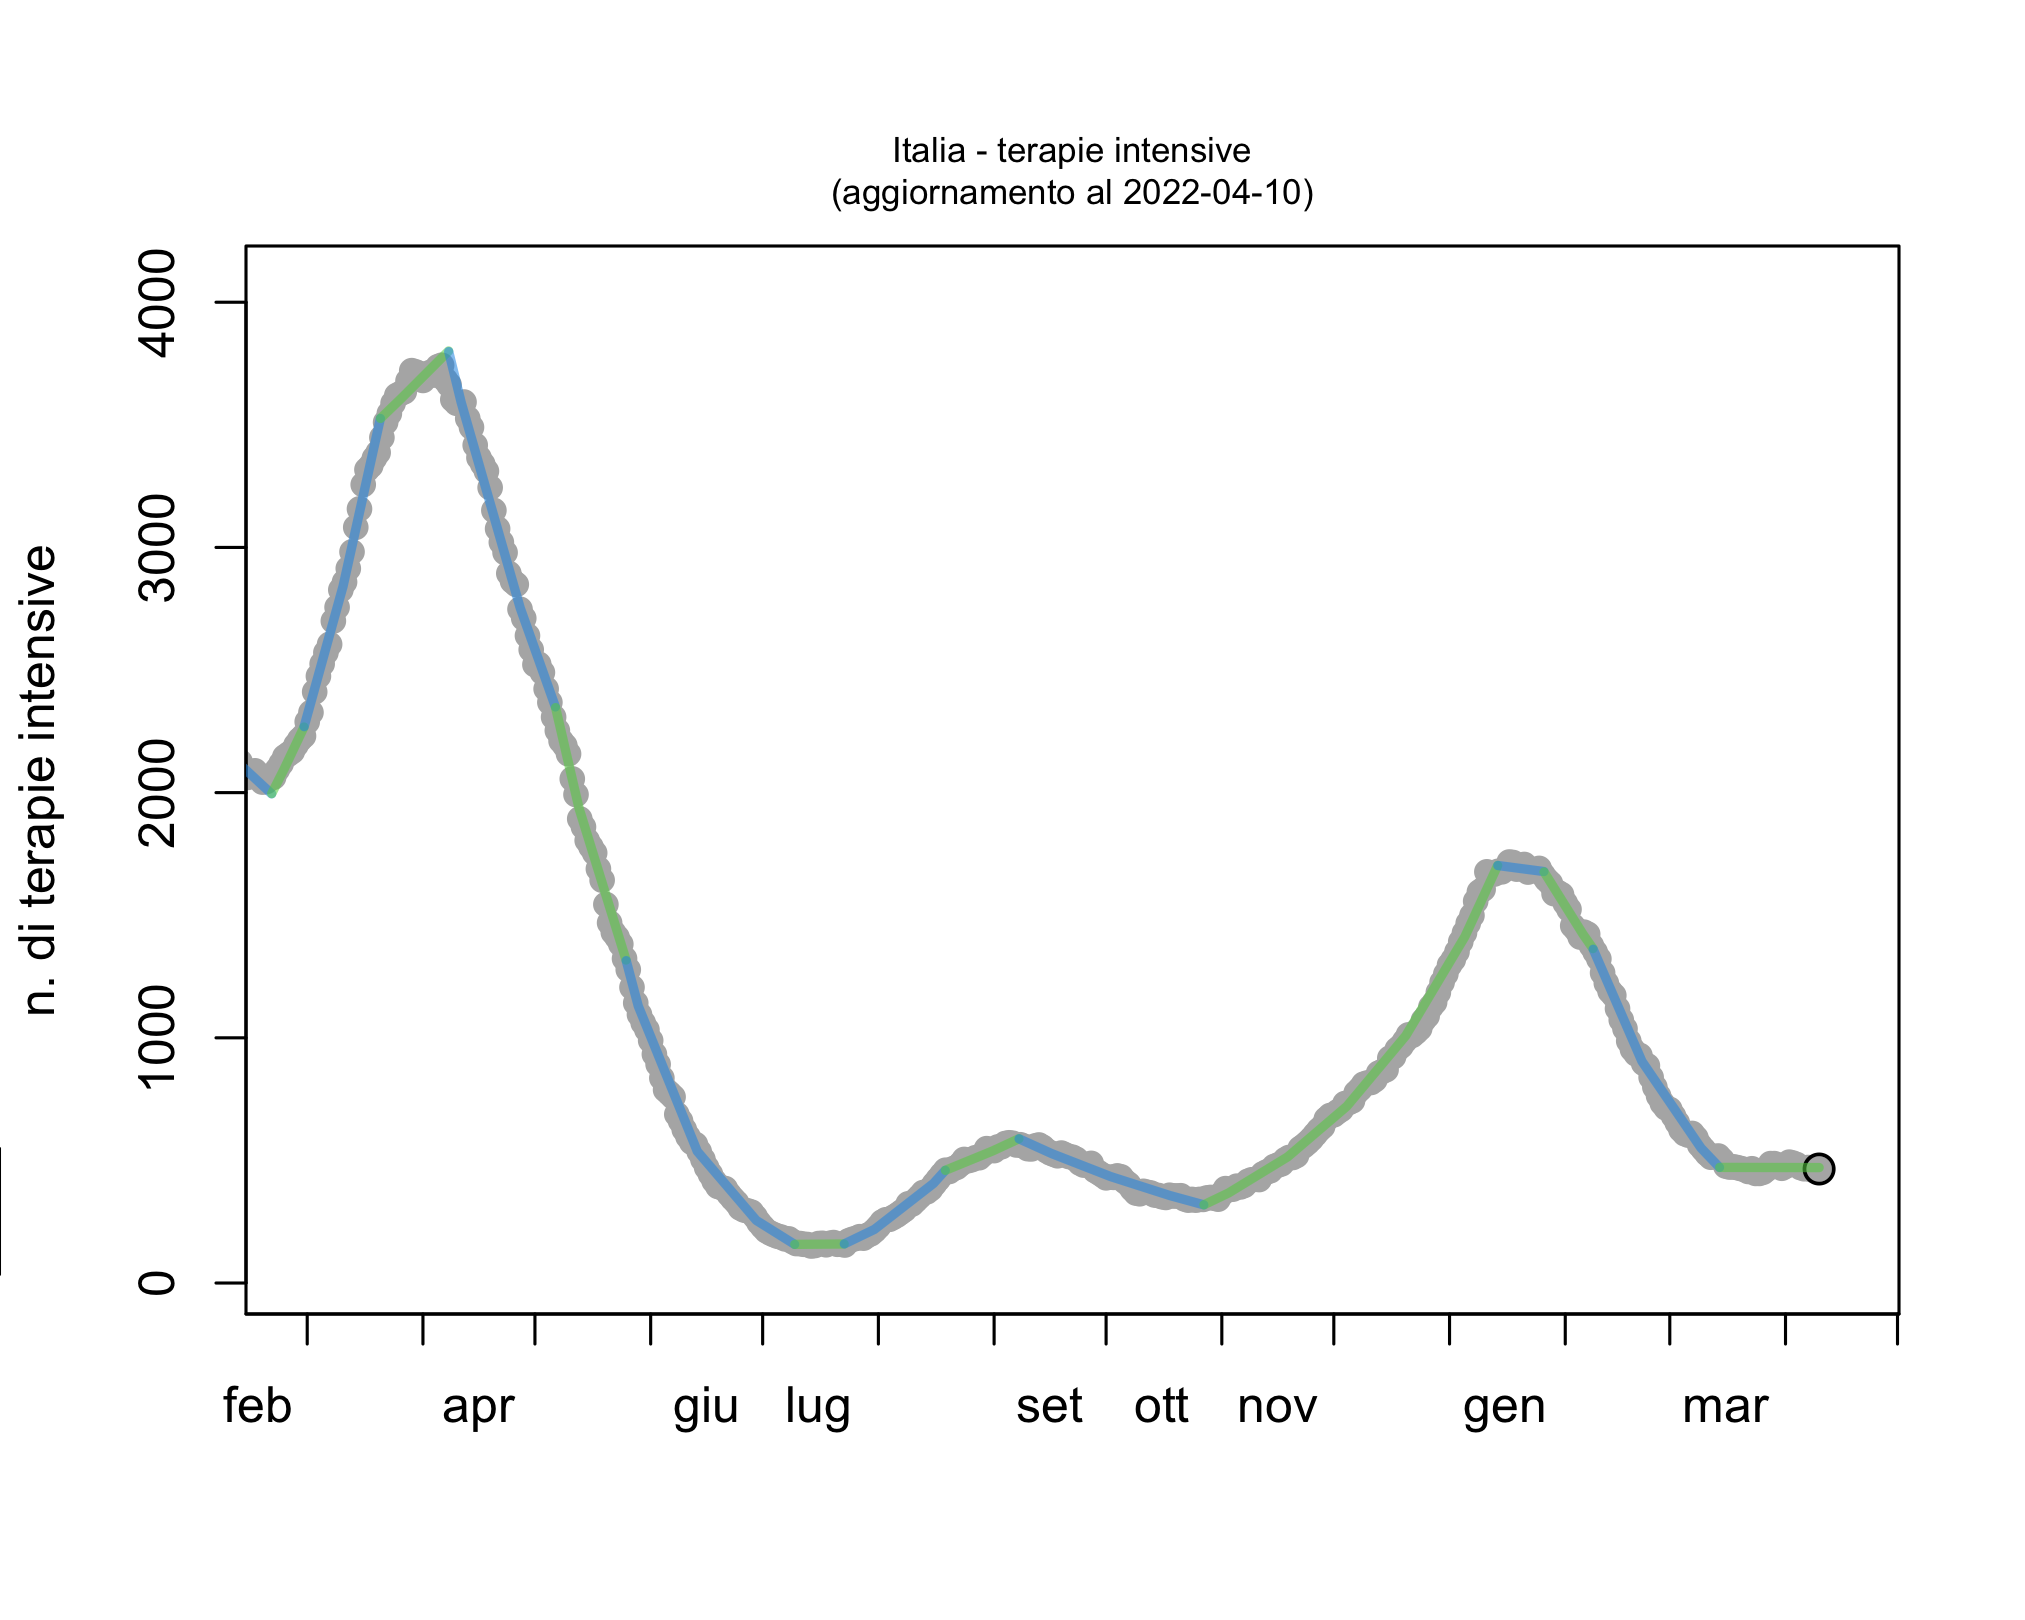 Italia - terapie intensive
(aggiornamento al 2022-04-10)
n. di terapie intensive
4000
3000
2000
1000
0
feb apr giu lug set ott nov gen mar